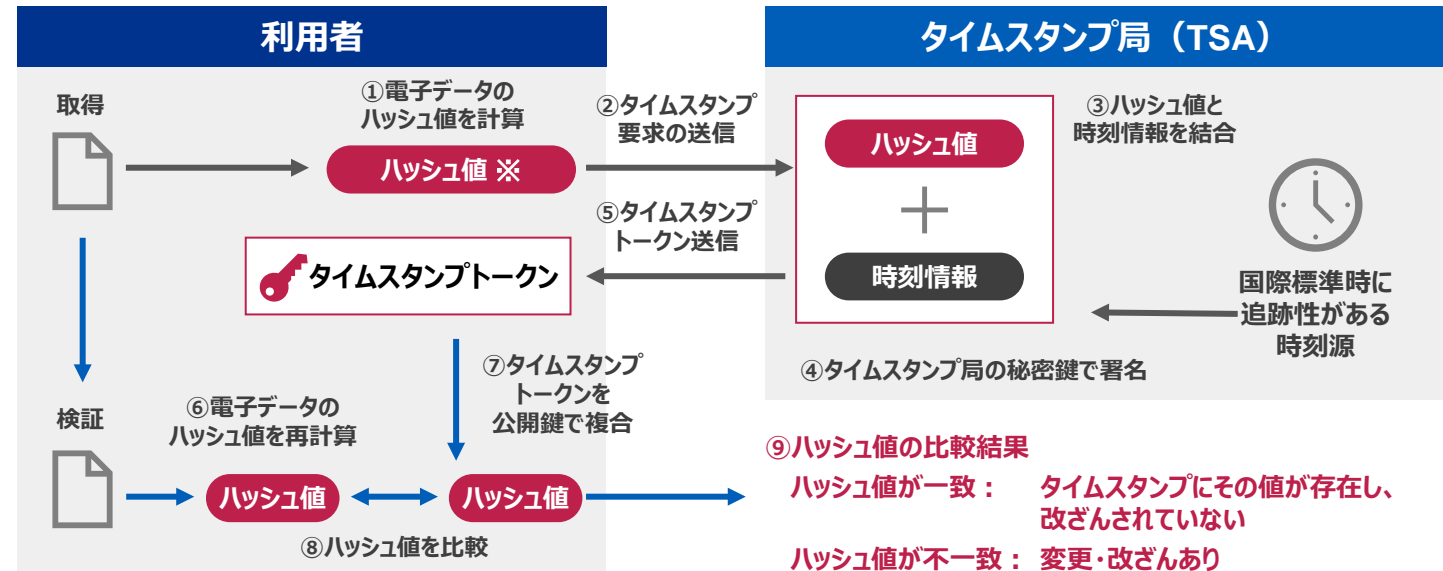 利用者
タイムスタンプ局（TSA）
取得
①電子データの
ハッシュ値を計算
ハッシュ値 ※
②タイムスタンプ
要求の送信
ハッシュ値
＋
時刻情報
③ハッシュ値と
時刻情報を結合
⑤タイムスタンプ
トークン送信
タイムスタンプトークン
国際標準時に
追跡性がある
時刻源
④タイムスタンプ局の秘密鍵で署名
⑦タイムスタンプ
トークンを
公開鍵で複合
検証
⑥電子データの
ハッシュ値を再計算
ハッシュ値
ハッシュ値
⑧ハッシュ値を比較
⑨ハッシュ値の比較結果
ハッシュ値が一致： タイムスタンプにその値が存在し、
改ざんされていない
ハッシュ値が不一致： 変更・改ざんあり